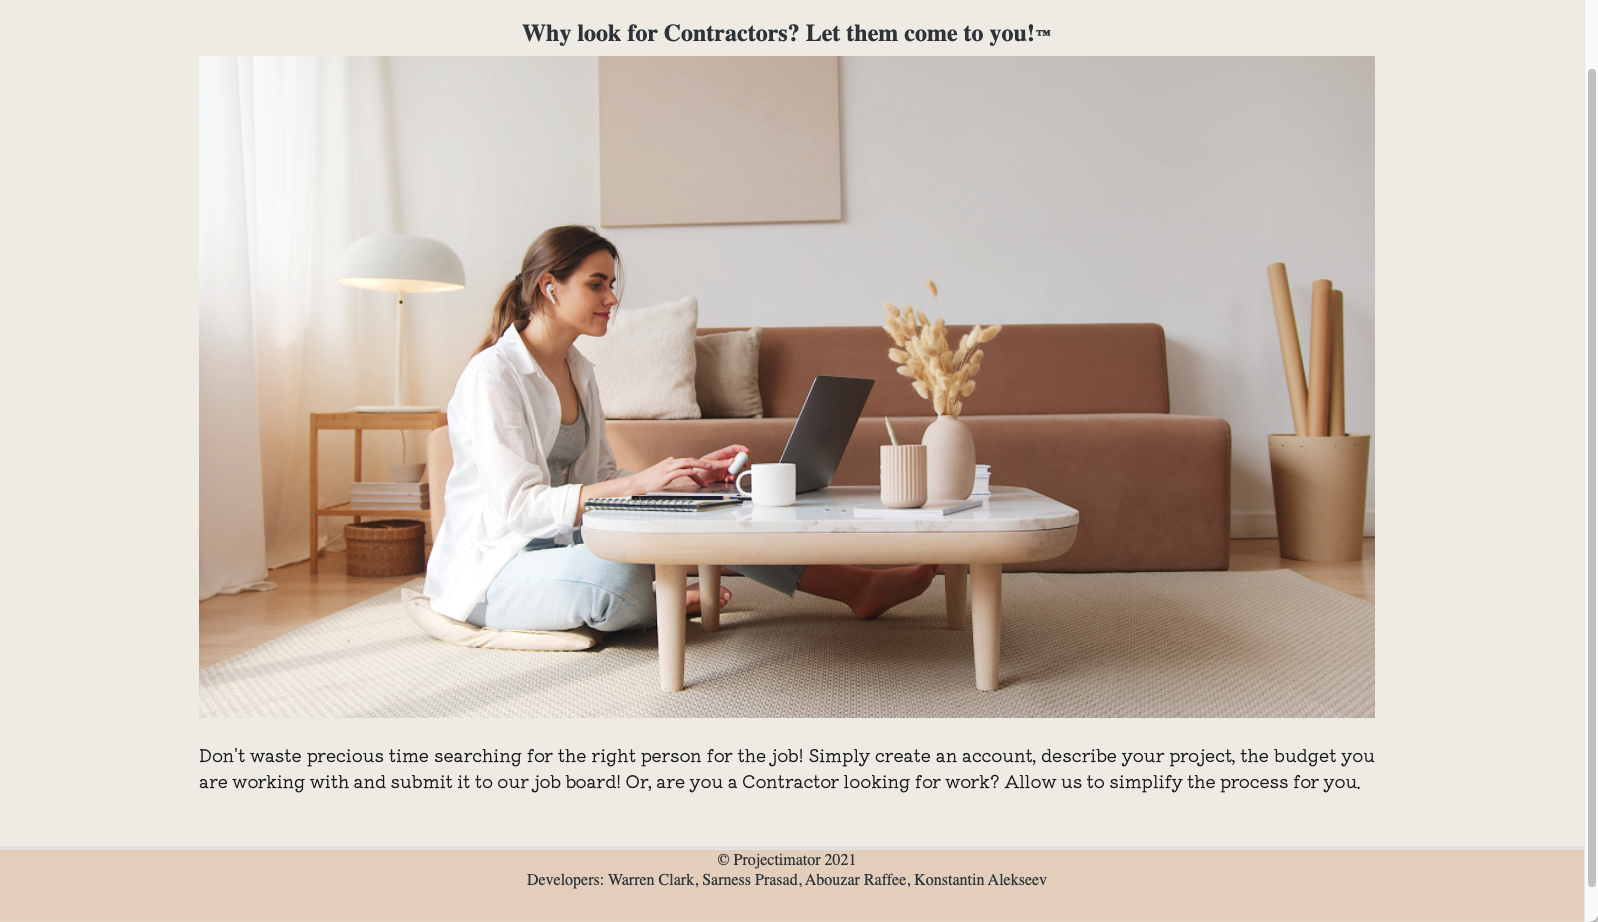 Why look for Contractors? Let them come to you!™
Don't waste precious time searching for the right person for the job! Simply create an account, describe your project, the budget you
are working with and submit it to our job board! Or, are you a Contractor looking for work? Allow us to simplify the process for you.
© Projectimator 2021
Developers: Warren Clark, Sarness Prasad, Abouzar Raffee, Konstantin Alekseev